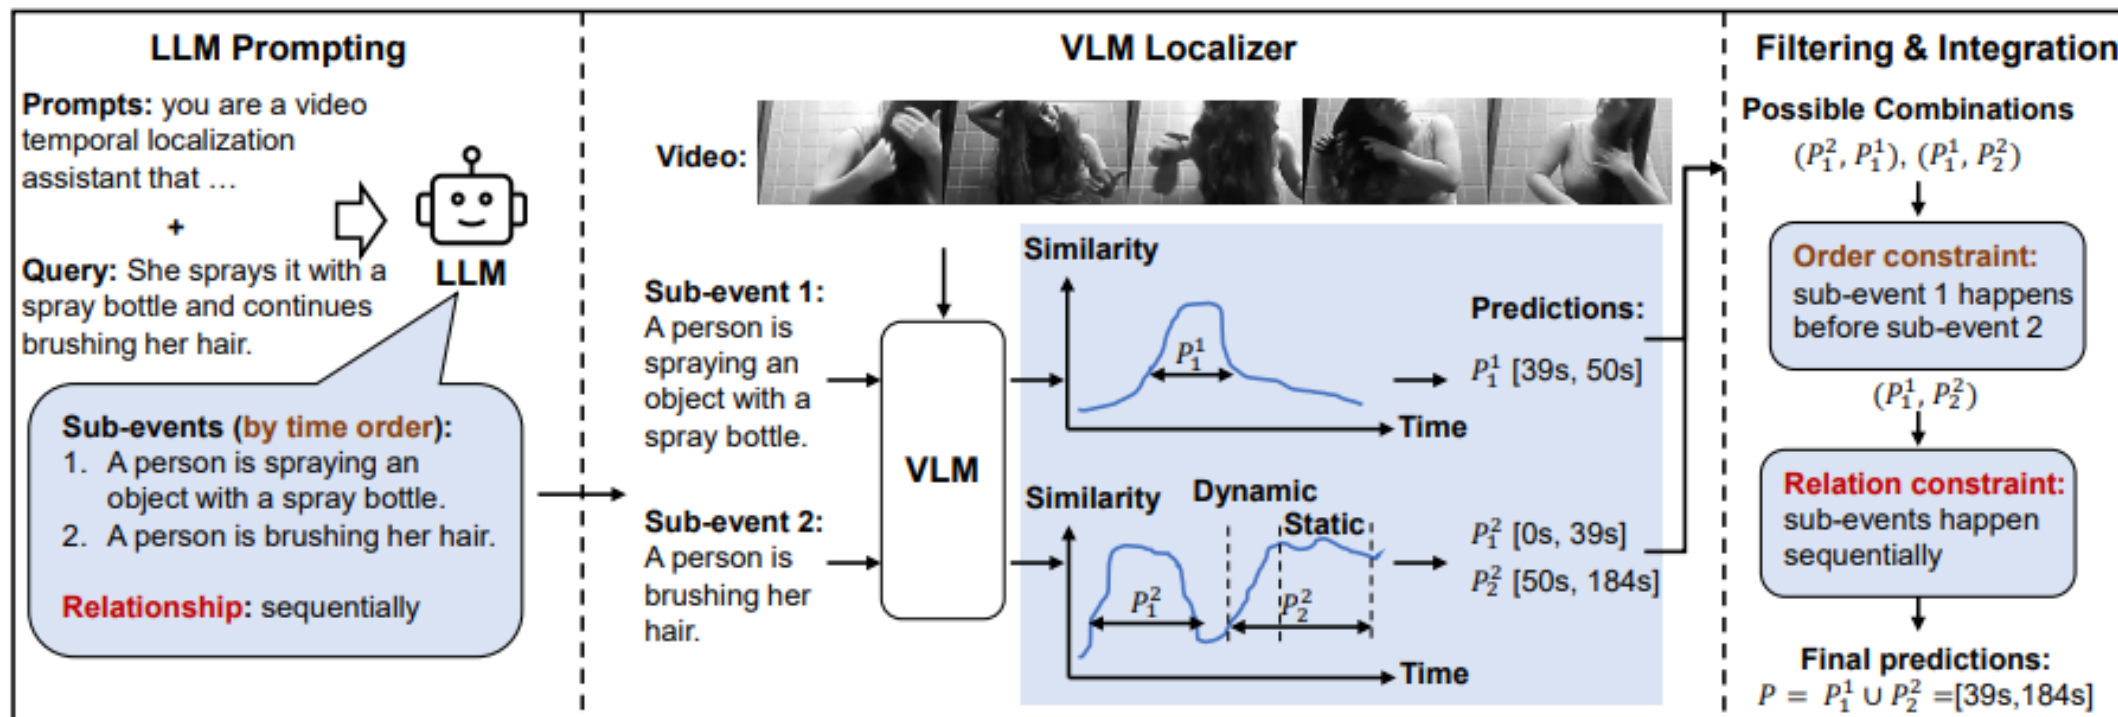 LLM Prompting
Prompts: you are a video
temporal localization
assistant that …
+
Query: She sprays it with a
spray bottle and continues
brushing her hair.
LLM
Sub-events (by time order):
1. A person is spraying an
object with a spray bottle.
2. A person is brushing her hair.
Relationship: sequentially
VLM Localizer
Video:
Sub-event 1:
A person is
spraying an
object with a
spray bottle.
Sub-event 2:
A person is
brushing her
hair.
VLM
Similarity
P₁¹
Time
Similarity
Dynamic
Static
P₁²
P₂²
Time
Predictions:
P₁¹ [39s, 50s]
P₁² [0s, 39s]
P₂² [50s, 184s]
Filtering & Integration
Possible Combinations
(P₁², P₁¹), (P₁¹, P₂²)
Order constraint:
sub-event 1 happens
before sub-event 2
(P₁¹, P₂²)
Relation constraint:
sub-events happen
sequentially
Final predictions:
P = P₁¹ ∪ P₂² =[39s,184s]